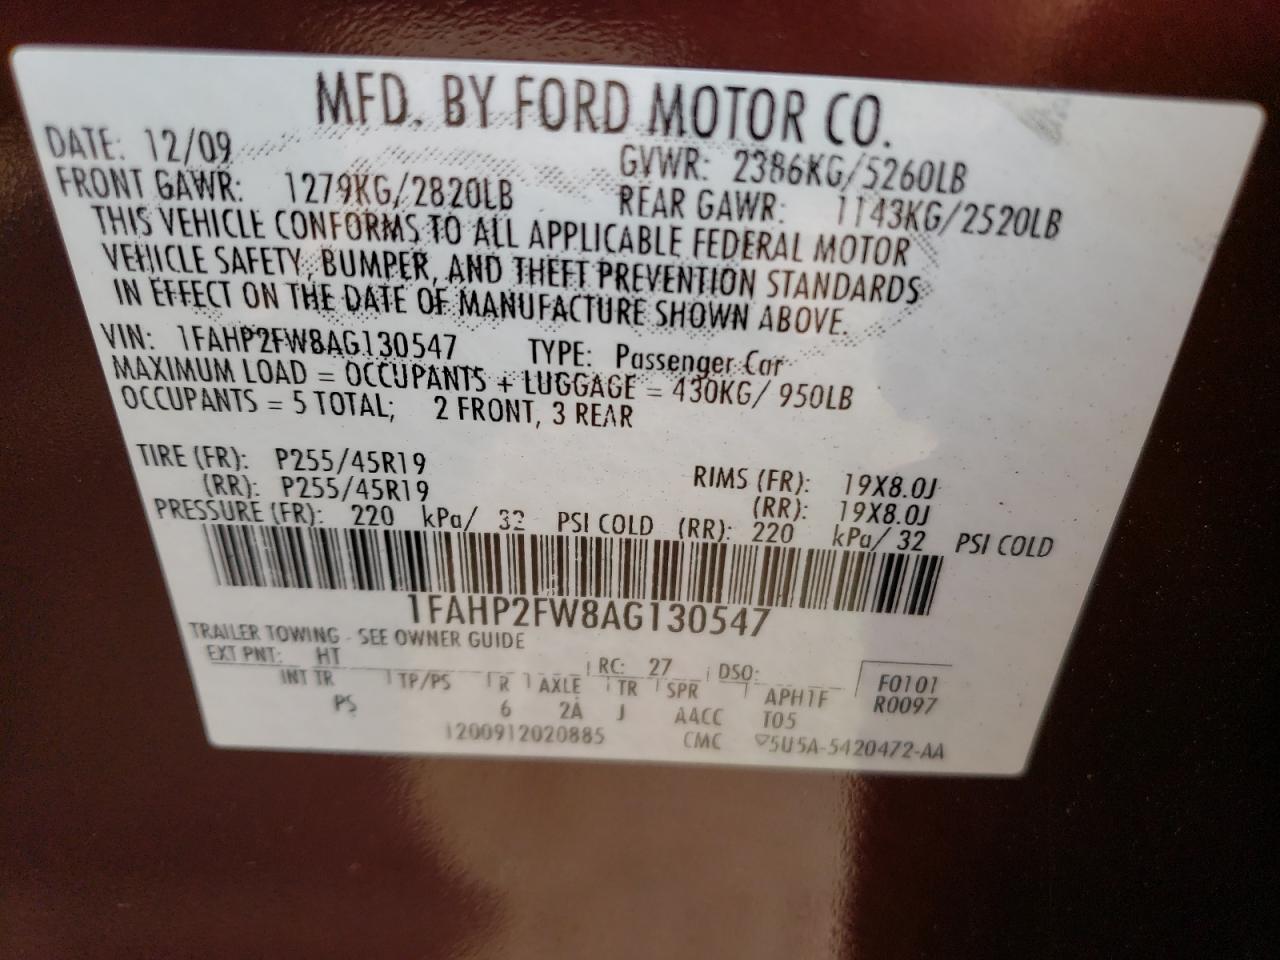 MFD. BY FORD MOTOR CO.
DATE: 12/09 GVWR: 2386KG/5260LB
FRONT GAWR: 1279KG/2820LB REAR GAWR: 1143KG/2520LB
THIS VEHICLE CONFORMS TO ALL APPLICABLE FEDERAL MOTOR
VEHICLE SAFETY, BUMPER, AND THEFT PREVENTION STANDARDS
IN EFFECT ON THE DATE OF MANUFACTURE SHOWN ABOVE.
VIN: 1FAHP2FW8AG130547 TYPE: Passenger Car
MAXIMUM LOAD = OCCUPANTS + LUGGAGE = 430KG/ 950LB
OCCUPANTS = 5 TOTAL; 2 FRONT, 3 REAR
TIRE (FR): P255/45R19 RIMS (FR): 19X8.0J
(RR): P255/45R19 (RR): 19X8.0J
PRESSURE (FR): 220 kPa/ 32 PSI COLD (RR): 220 kPa/ 32 PSI COLD
1FAHP2FW8AG130547
TRAILER TOWING - SEE OWNER GUIDE
EXT PNT: HT RC: 27 DSO: F0101
INT TR TP/PS R AXLE TR SPR APH1F R0097
PS 6 2A J AACC T05
1200912020885 CMC ▽5U5A-5420472-AA